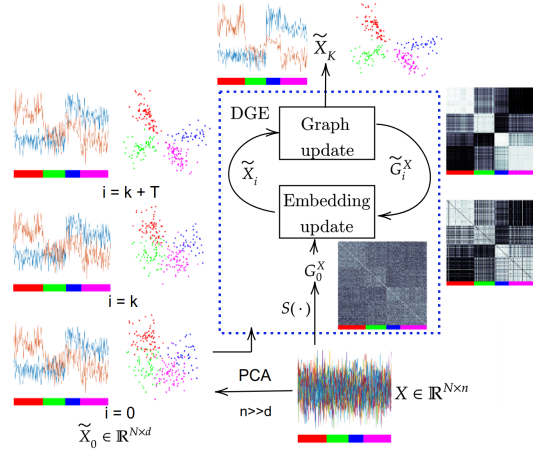 X̃_K
DGE
Graph
update
X̃_i
G̃_i^X
i = k + T
Embedding
update
G_0^X
i = k
S(·)
PCA
X ∈ ℝ^{N×n}
n>>d
i = 0
X̃_0 ∈ ℝ^{N×d}